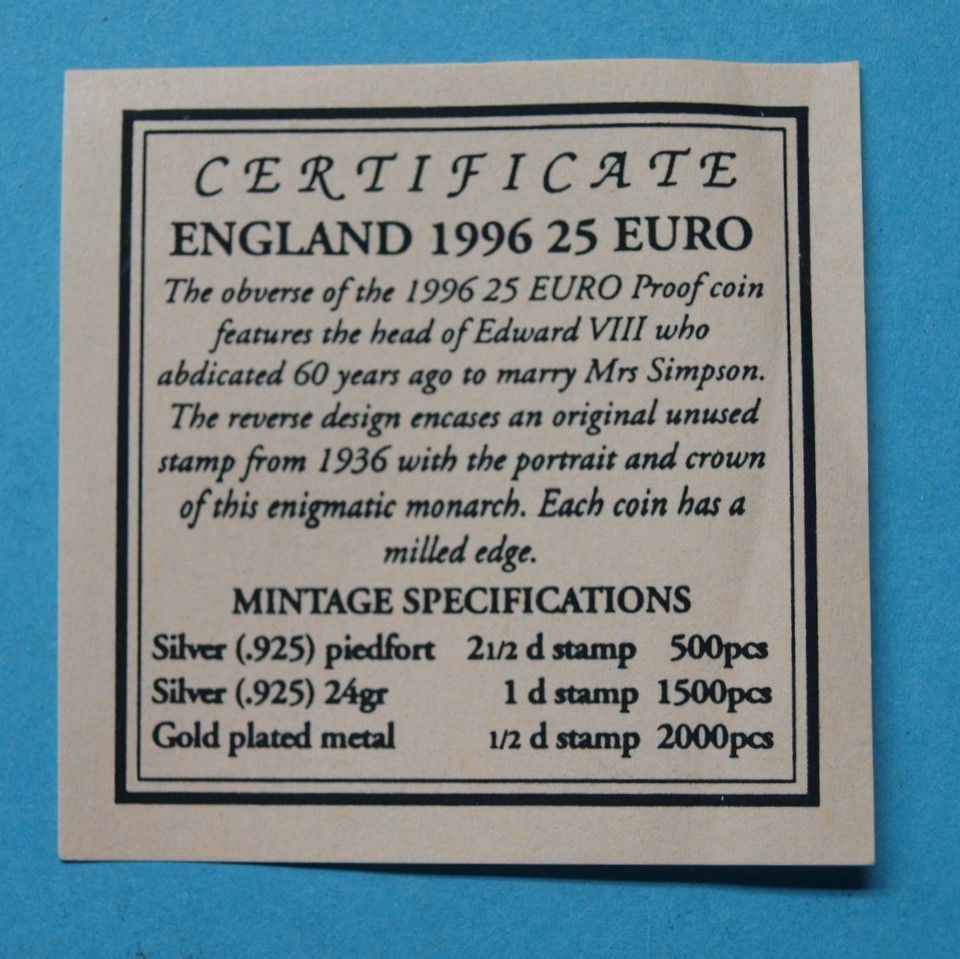 CERTIFICATE
ENGLAND 1996 25 EURO
The obverse of the 1996 25 EURO Proof coin
features the head of Edward VIII who
abdicated 60 years ago to marry Mrs Simpson.
The reverse design encases an original unused
stamp from 1936 with the portrait and crown
of this enigmatic monarch. Each coin has a
milled edge.
MINTAGE SPECIFICATIONS
Silver (.925) piedfort 2 1/2 d stamp 500pcs
Silver (.925) 24gr 1 d stamp 1500pcs
Gold plated metal 1/2 d stamp 2000pcs